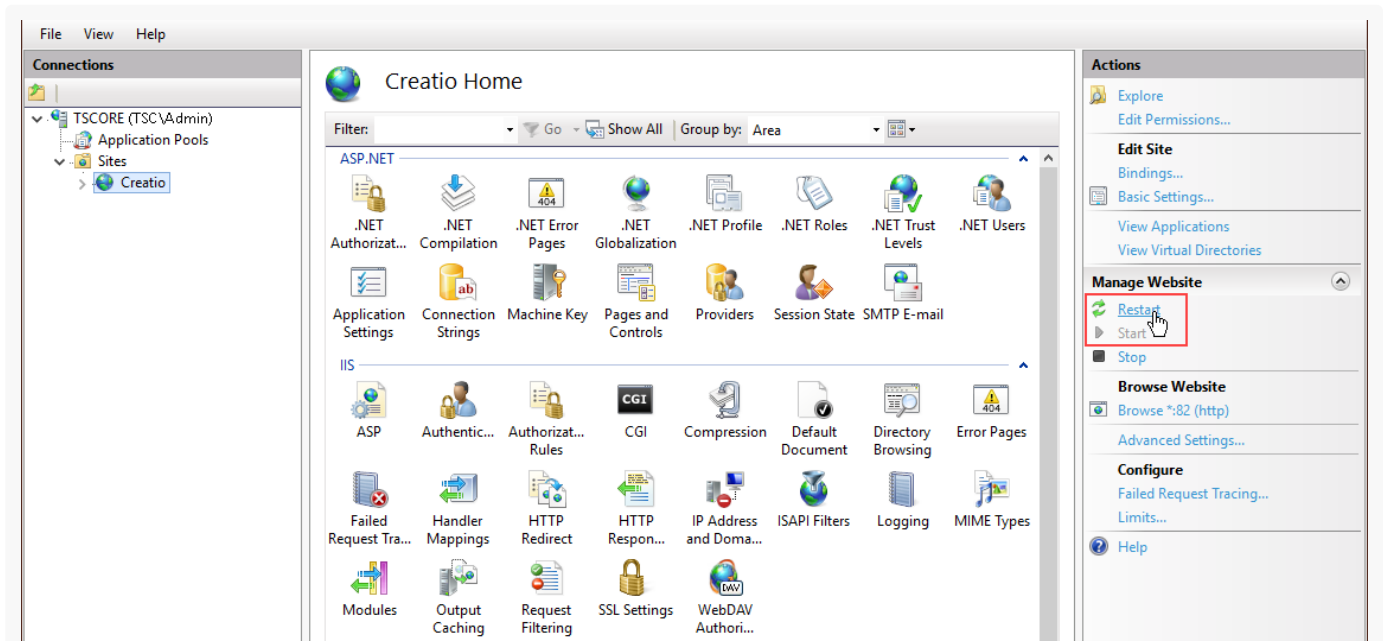 File View Help
Connections
TSCORE (TSC\Admin)
Application Pools
Sites
Creatio
Creatio Home
Filter: Go Show All Group by: Area
ASP.NET
.NET Authorizat...
.NET Compilation
.NET Error Pages
.NET Globalization
.NET Profile
.NET Roles
.NET Trust Levels
.NET Users
Application Settings
Connection Strings
Machine Key
Pages and Controls
Providers
Session State
SMTP E-mail
IIS
ASP
Authentic...
Authorizat... Rules
CGI
Compression
Default Document
Directory Browsing
Error Pages
Failed Request Tra...
Handler Mappings
HTTP Redirect
HTTP Respon...
IP Address and Doma...
ISAPI Filters
Logging
MIME Types
Modules
Output Caching
Request Filtering
SSL Settings
WebDAV Authori...
Actions
Explore
Edit Permissions...
Edit Site
Bindings...
Basic Settings...
View Applications
View Virtual Directories
Manage Website
Restart
Start
Stop
Browse Website
Browse *:82 (http)
Advanced Settings...
Configure
Failed Request Tracing...
Limits...
Help